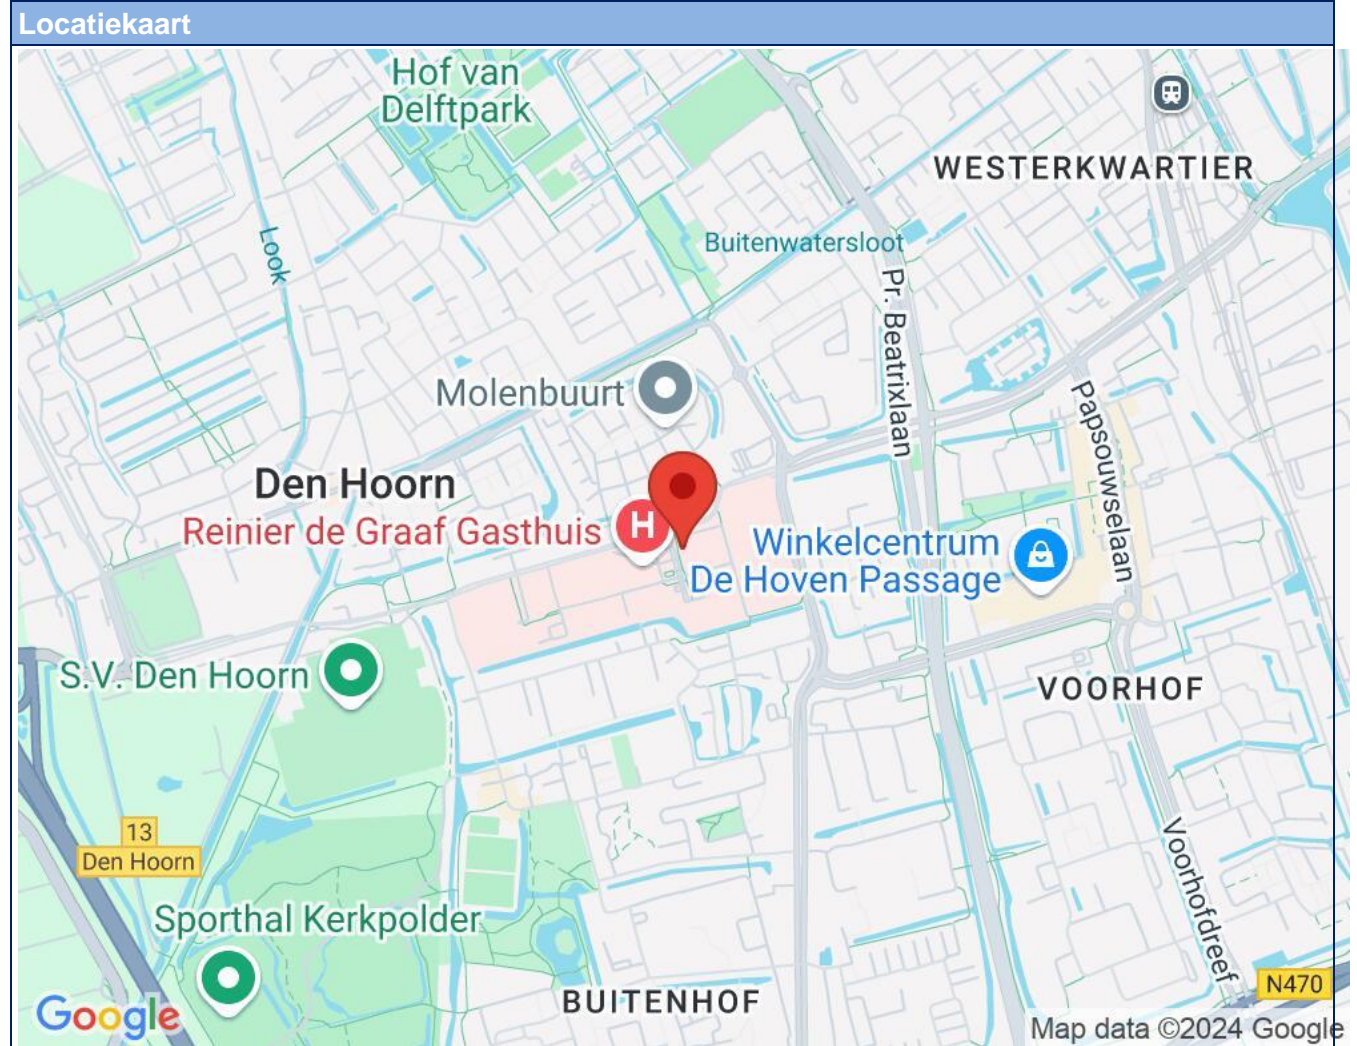 Locatiekaart
Hof van
Delftpark
WESTERKWARTIER
Look
Buitenwatersloot
Pr. Beatrixlaan
Molenbuurt
Papsouwselaan
Den Hoorn
Reinier de Graaf Gasthuis
H
Winkelcentrum
De Hoven Passage
S.V. Den Hoorn
VOORHOF
13
Den Hoorn
Voorhofdreef
Sporthal Kerkpolder
N470
BUITENHOF
Google
Map data ©2024 Google